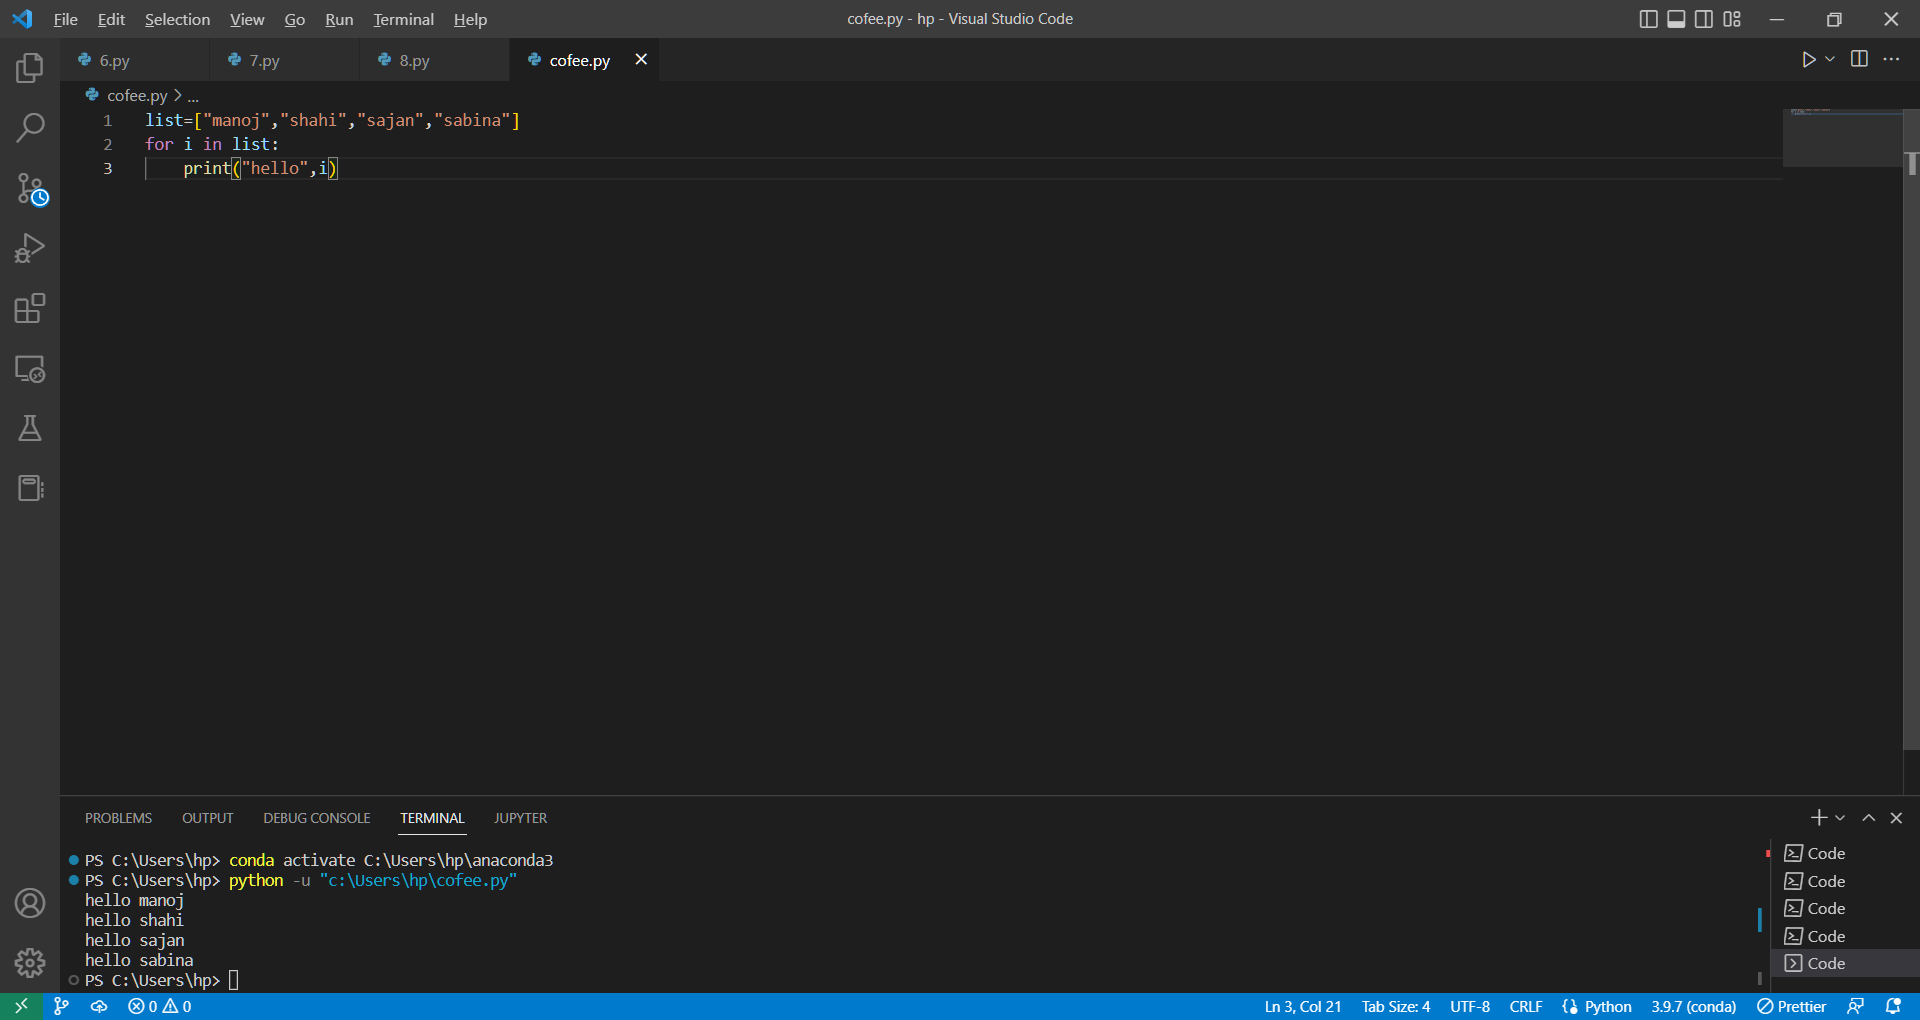 File Edit Selection View Go Run Terminal Help cofee.py - hp - Visual Studio Code
6.py 7.py 8.py cofee.py
cofee.py > ...
1 list=["manoj","shahi","sajan","sabina"]
2 for i in list:
3     print("hello",i)
PROBLEMS OUTPUT DEBUG CONSOLE TERMINAL JUPYTER
PS C:\Users\hp> conda activate C:\Users\hp\anaconda3
PS C:\Users\hp> python -u "c:\Users\hp\cofee.py"
hello manoj
hello shahi
hello sajan
hello sabina
PS C:\Users\hp>
Code
Code
Code
Code
Code
0 0 Ln 3, Col 21 Tab Size: 4 UTF-8 CRLF Python 3.9.7 (conda) Prettier